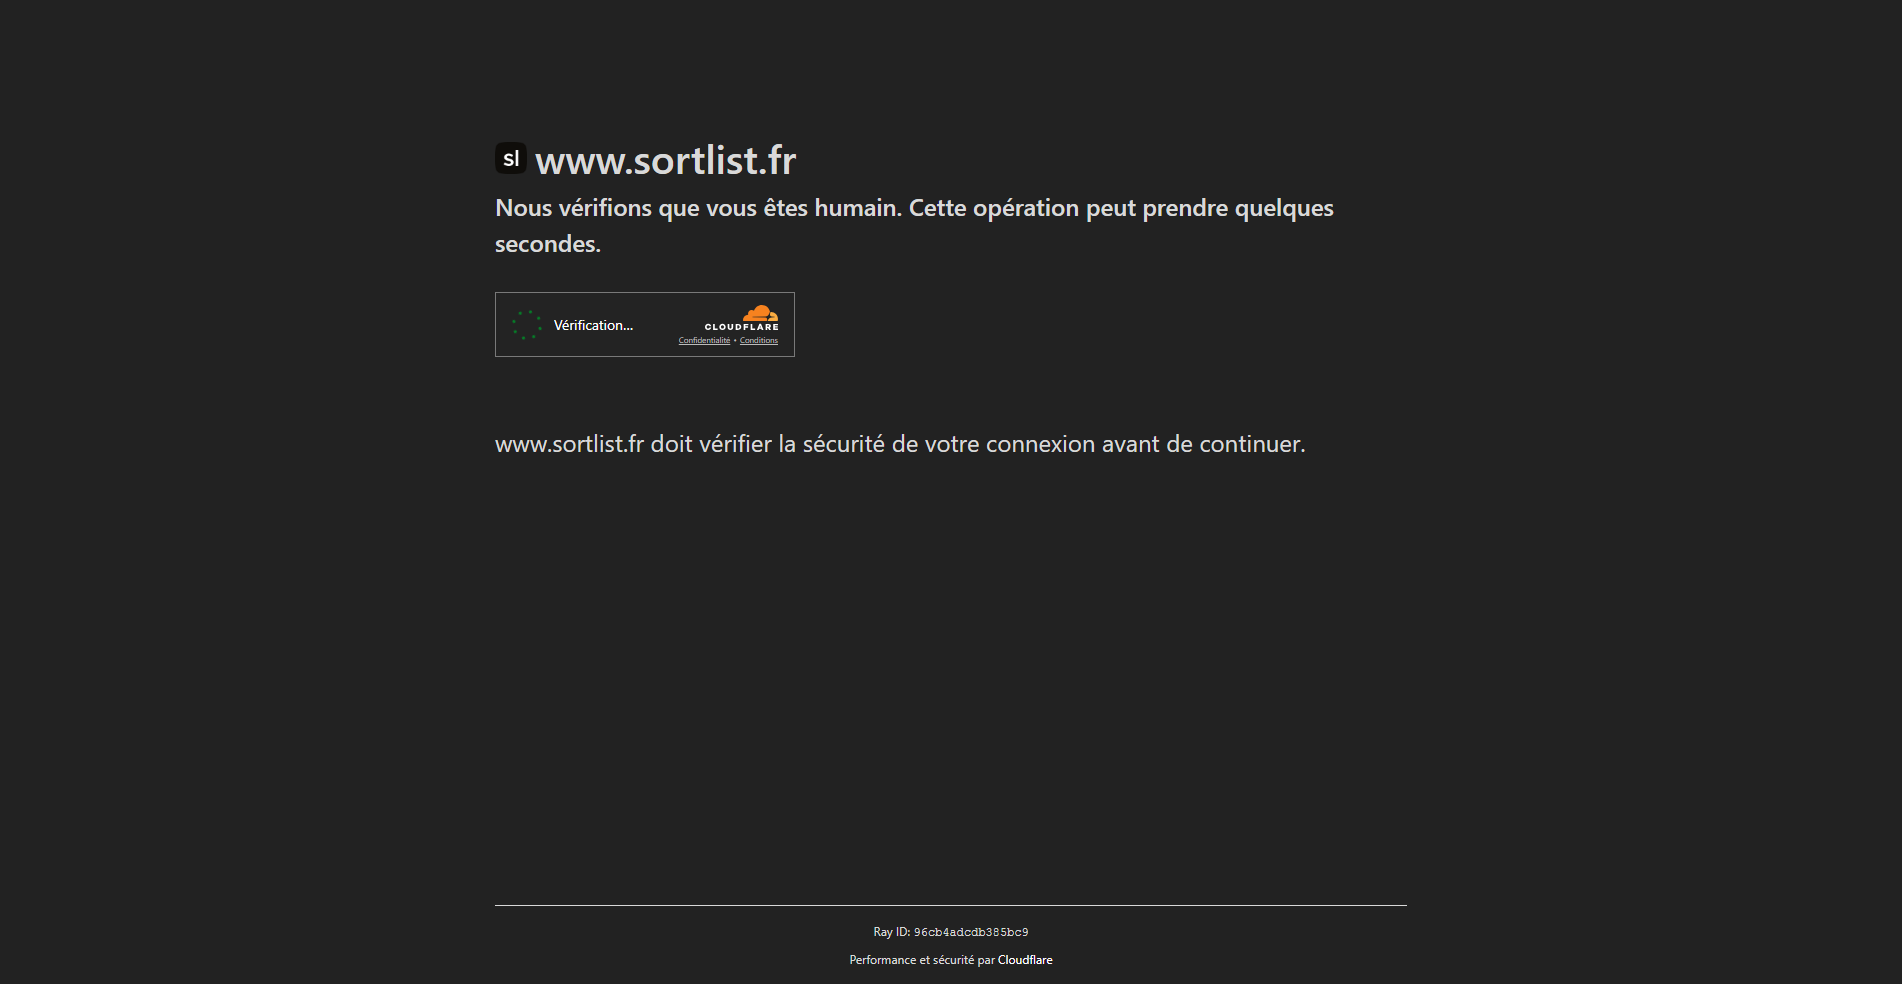 sl www.sortlist.fr
Nous vérifions que vous êtes humain. Cette opération peut prendre quelques
secondes.
Vérification...
CLOUDFLARE
Confidentialité • Conditions
www.sortlist.fr doit vérifier la sécurité de votre connexion avant de continuer.
Ray ID: 96cb4adcdb385bc9
Performance et sécurité par Cloudflare